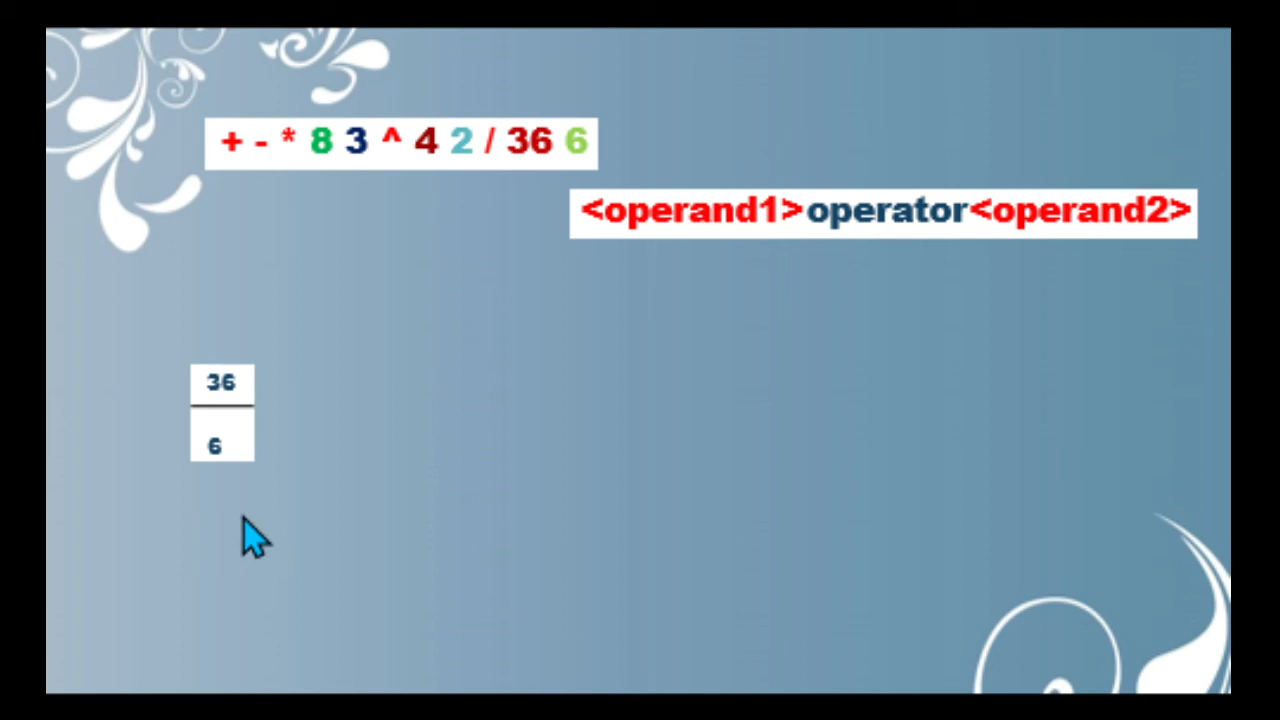 + - * 8 3 ^ 4 2 / 36 6
<operand1>operator<operand2>
36
6